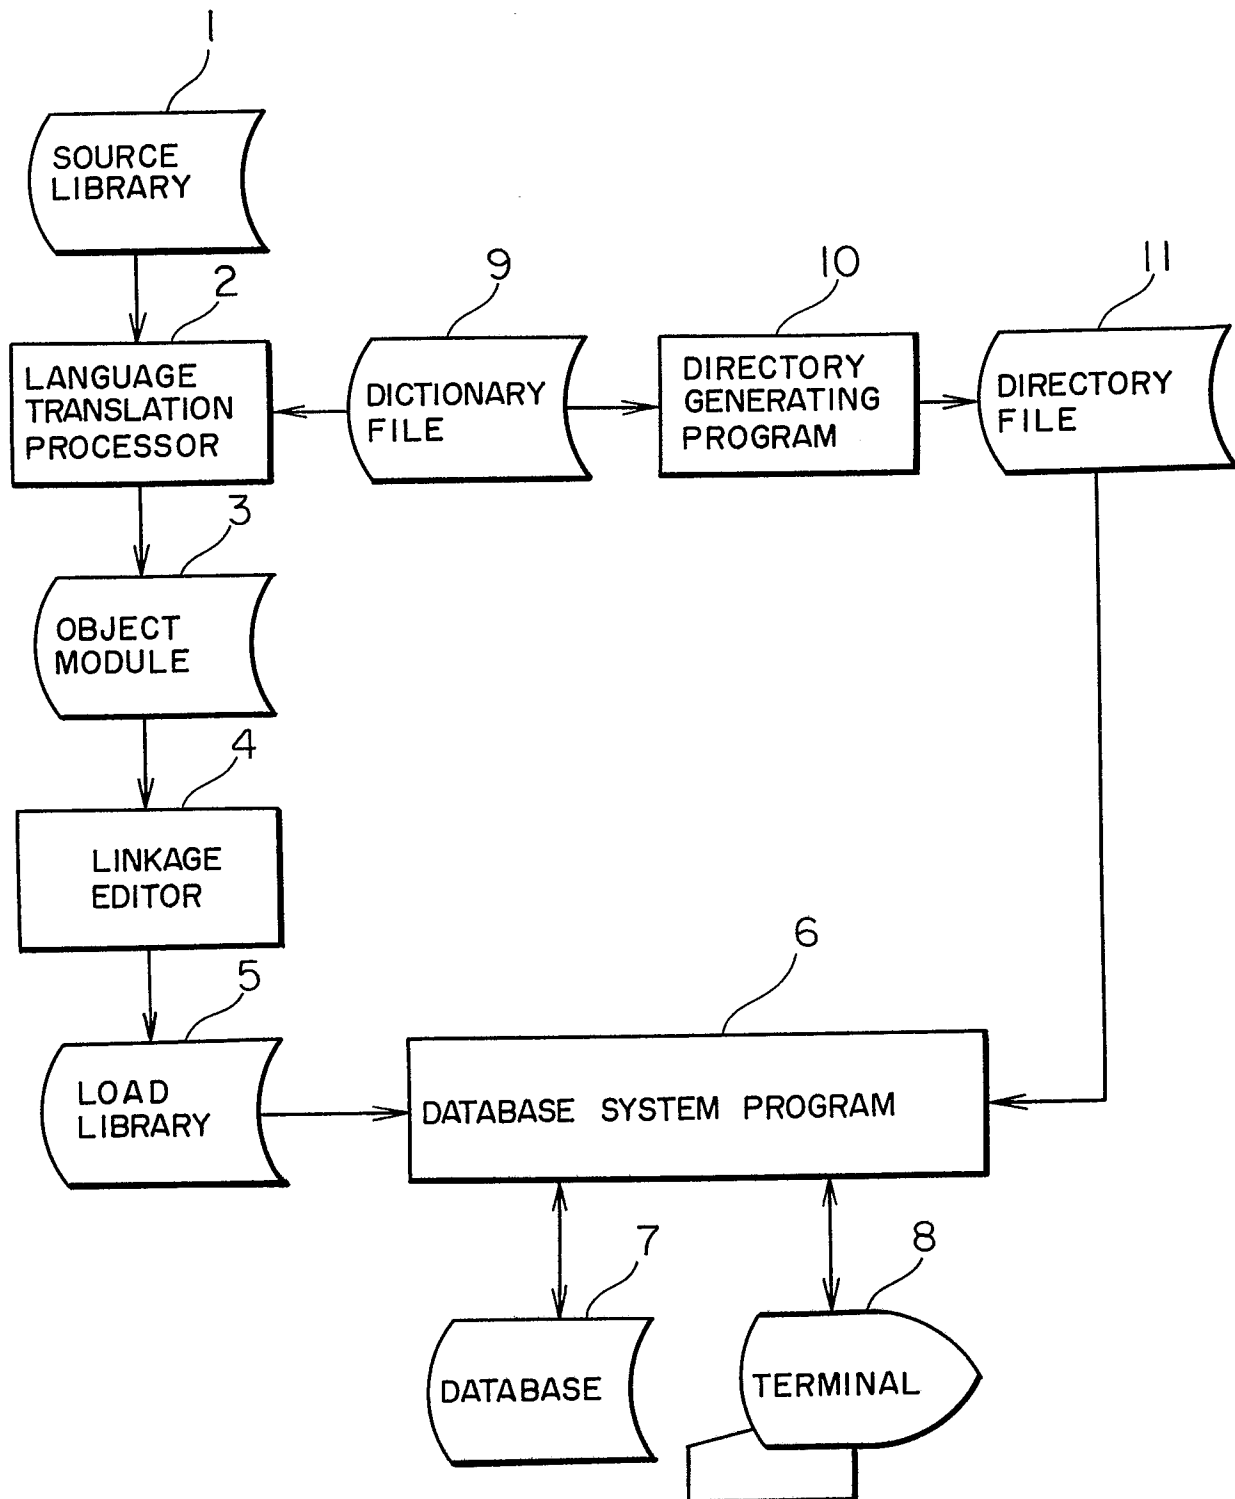 1
SOURCE
LIBRARY
2
LANGUAGE
TRANSLATION
PROCESSOR
9
DICTIONARY
FILE
10
DIRECTORY
GENERATING
PROGRAM
11
DIRECTORY
FILE
3
OBJECT
MODULE
4
LINKAGE
EDITOR
5
LOAD
LIBRARY
6
DATABASE SYSTEM PROGRAM
7
DATABASE
8
TERMINAL